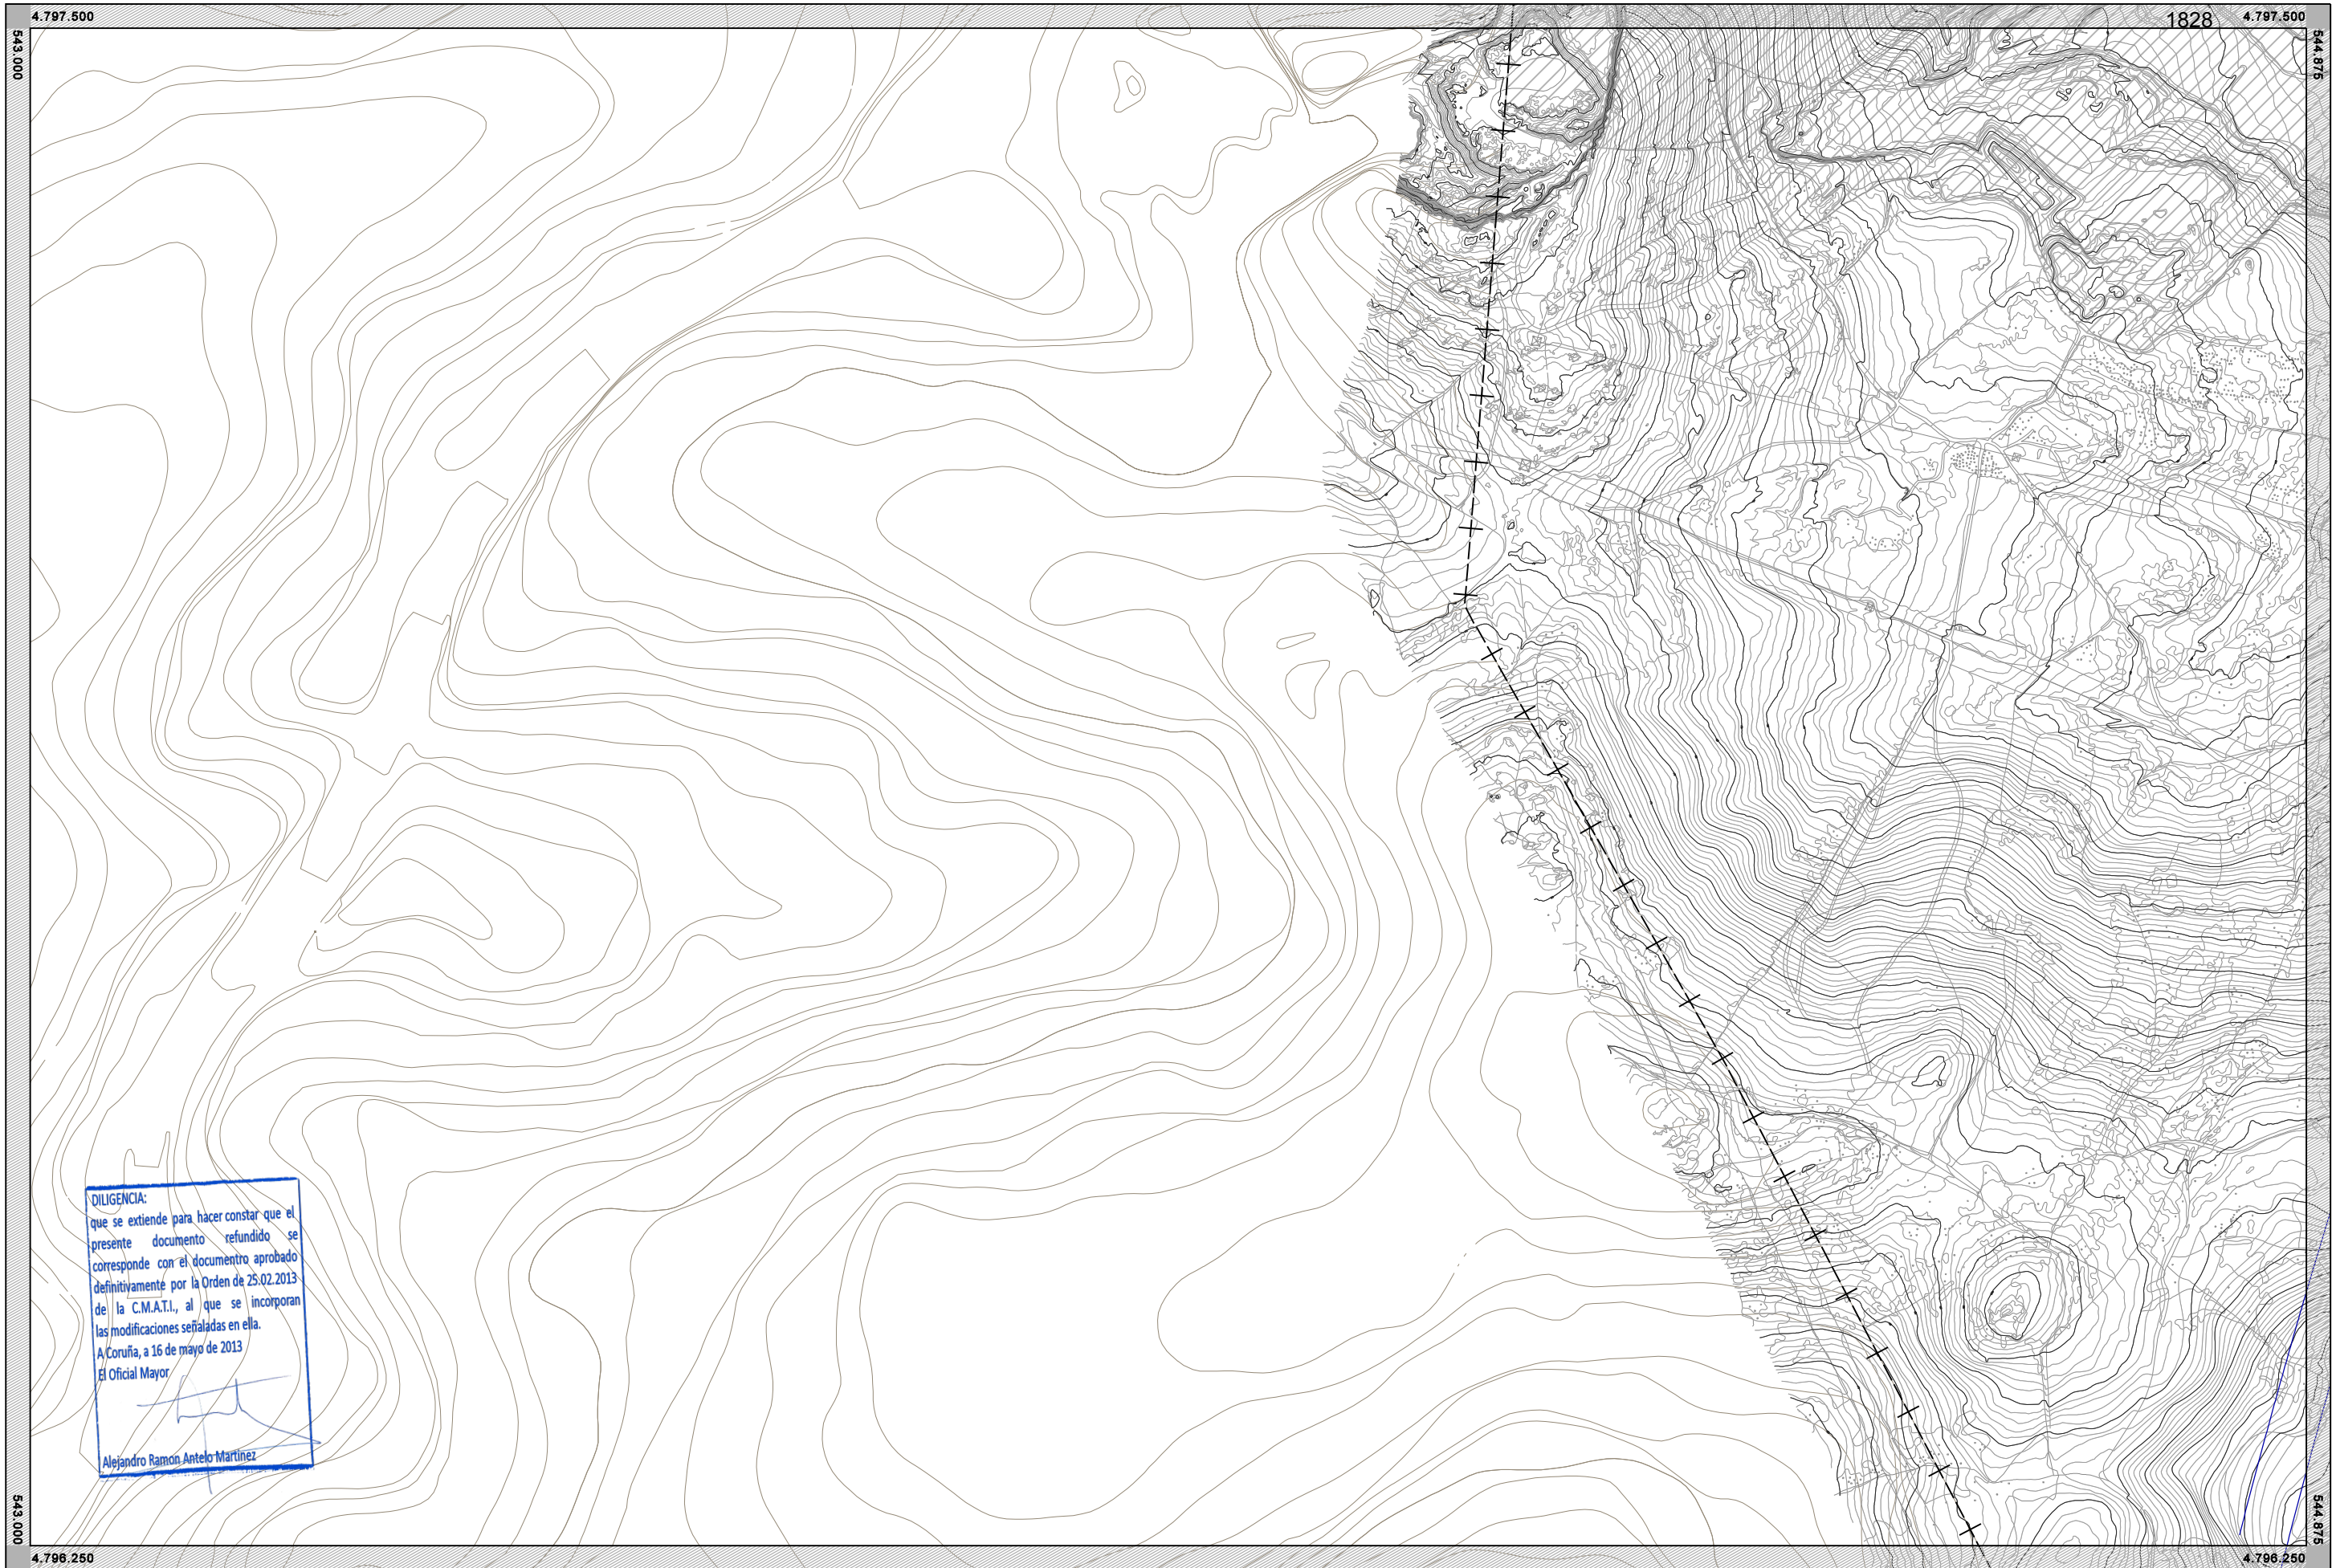 4.797.500
1828
4.797.500
543.000
544.875
DILIGENCIA:
que se extiende para hacer constar que el
presente documento refundido se
corresponde con el documentro aprobado
definitivamente por la Orden de 25.02.2013
de la C.M.A.T.I., al que se incorporan
las modificaciones señaladas en ella.
A Coruña, a 16 de mayo de 2013
El Oficial Mayor
Alejandro Ramon Antelo Martinez
543.000
544.875
4.796.250
4.796.250